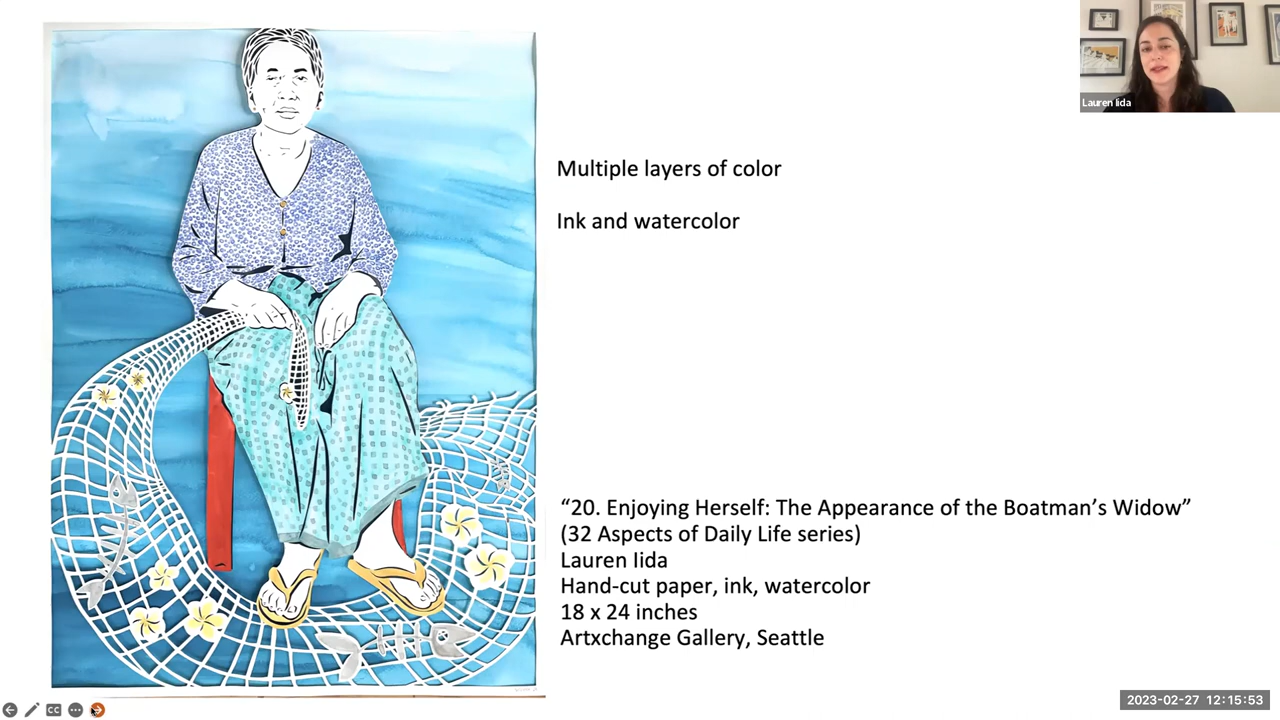 Lauren Iida
Multiple layers of color
Ink and watercolor
“20. Enjoying Herself: The Appearance of the Boatman’s Widow”
(32 Aspects of Daily Life series)
Lauren Iida
Hand-cut paper, ink, watercolor
18 x 24 inches
Artxchange Gallery, Seattle
CC
2023-02-27 12:15:53